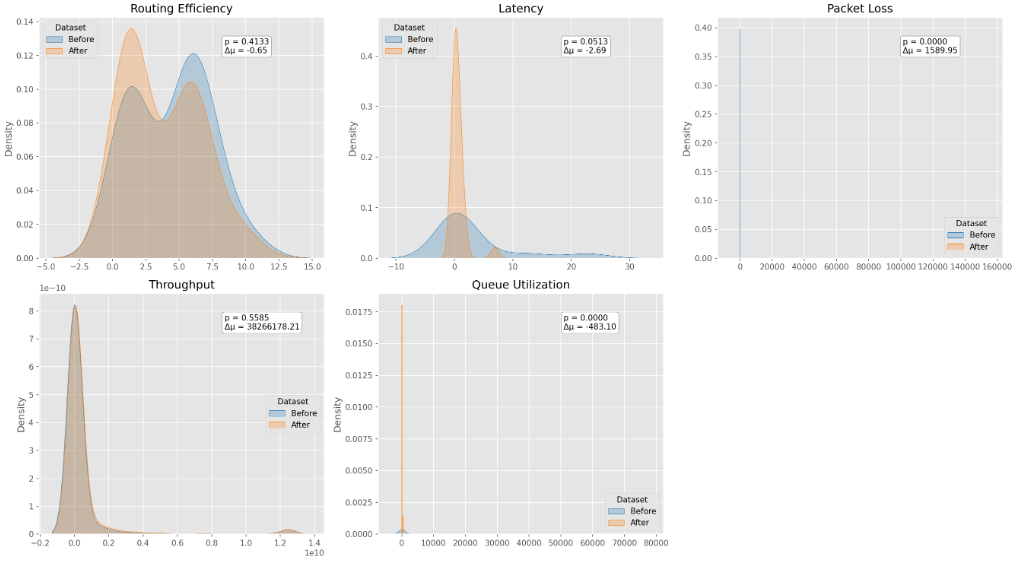 Routing Efficiency
Density
0.14
0.12
0.10
0.08
0.06
0.04
0.02
0.00
−5.0 −2.5 0.0 2.5 5.0 7.5 10.0 12.5 15.0
Dataset
Before
After
p = 0.4133
Δμ = -0.65
Latency
Density
0.4
0.3
0.2
0.1
0.0
−10 0 10 20 30
Dataset
Before
After
p = 0.0513
Δμ = -2.69
Packet Loss
Density
0.40
0.35
0.30
0.25
0.20
0.15
0.10
0.05
0.00
0 20000 40000 60000 80000 100000 120000 140000 160000
p = 0.0000
Δμ = 1589.95
Dataset
Before
After
Throughput
1e−10
Density
8
7
6
5
4
3
2
1
0
−0.2 0.0 0.2 0.4 0.6 0.8 1.0 1.2 1.4
1e10
p = 0.5585
Δμ = 38266178.21
Dataset
Before
After
Queue Utilization
Density
0.0175
0.0150
0.0125
0.0100
0.0075
0.0050
0.0025
0.0000
0 10000 20000 30000 40000 50000 60000 70000 80000
p = 0.0000
Δμ = -483.10
Dataset
Before
After